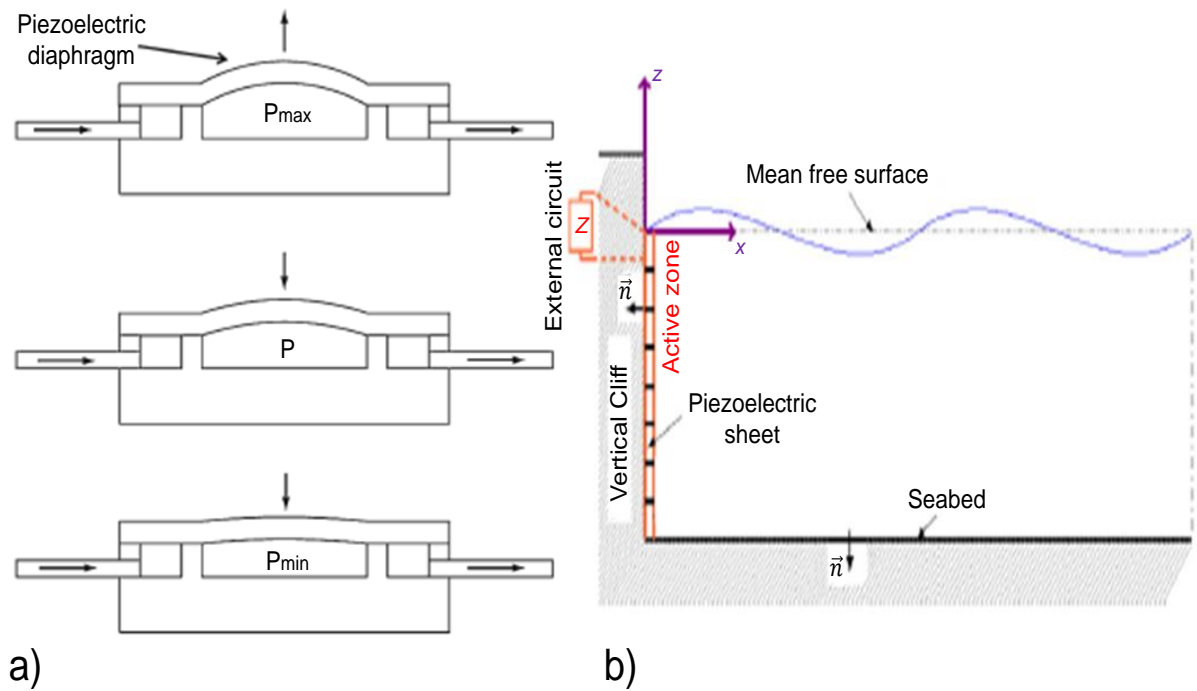 Piezoelectric
diaphragm
Pmax
P
Pmin
a)
z
Mean free surface
External circuit
Z
x
Active zone
n⃗
Vertical Cliff
Piezoelectric
sheet
Seabed
n⃗
b)